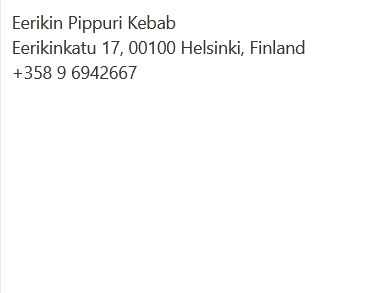 Eerikin Pippuri Kebab
Eerikinkatu 17, 00100 Helsinki, Finland
+358 9 6942667